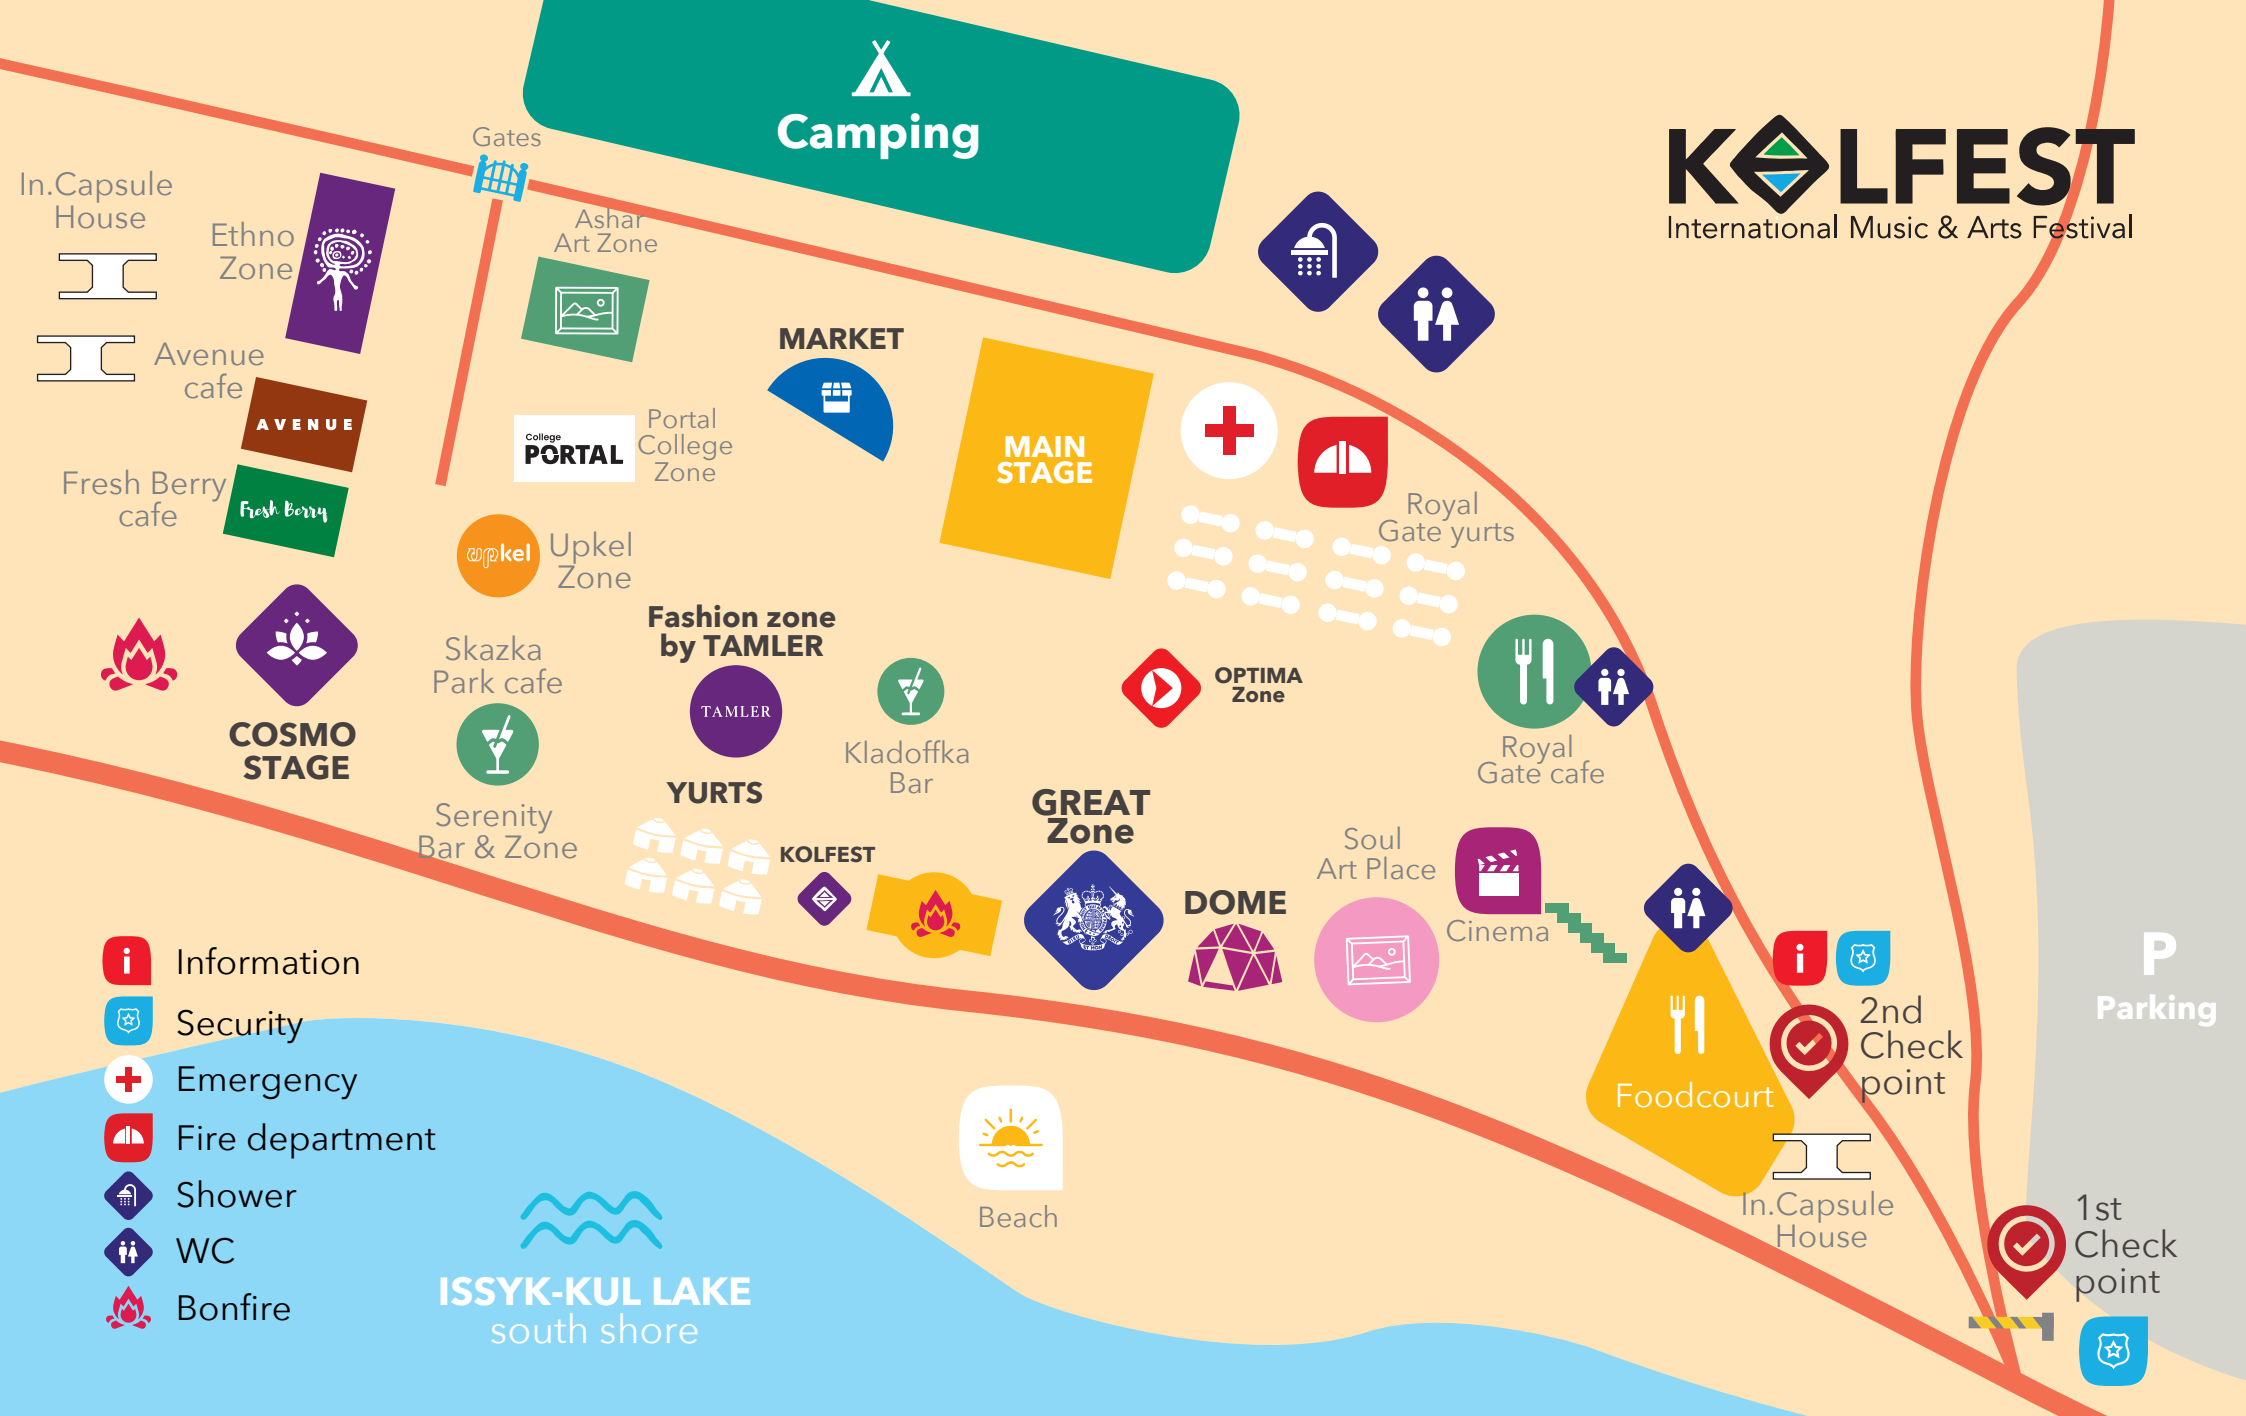 Camping
Gates
KOLFEST
International Music & Arts Festival
In.Capsule
House
Ethno
Zone
Ashar
Art Zone
MARKET
Avenue
cafe
AVENUE
College
PORTAL
Portal
College
Zone
MAIN
STAGE
Fresh Berry
cafe
Fresh Berry
Royal
Gate yurts
upkel
Upkel
Zone
Fashion zone
by TAMLER
TAMLER
Skazka
Park cafe
OPTIMA
Zone
COSMO
STAGE
Kladoffka
Bar
Royal
Gate cafe
YURTS
Serenity
Bar & Zone
GREAT
Zone
KOLFEST
Soul
Art Place
DOME
Cinema
Information
Security
Emergency
Fire department
Shower
WC
Bonfire
P
Parking
2nd
Check
point
Foodcourt
In.Capsule
House
1st
Check
point
Beach
ISSYK-KUL LAKE
south shore